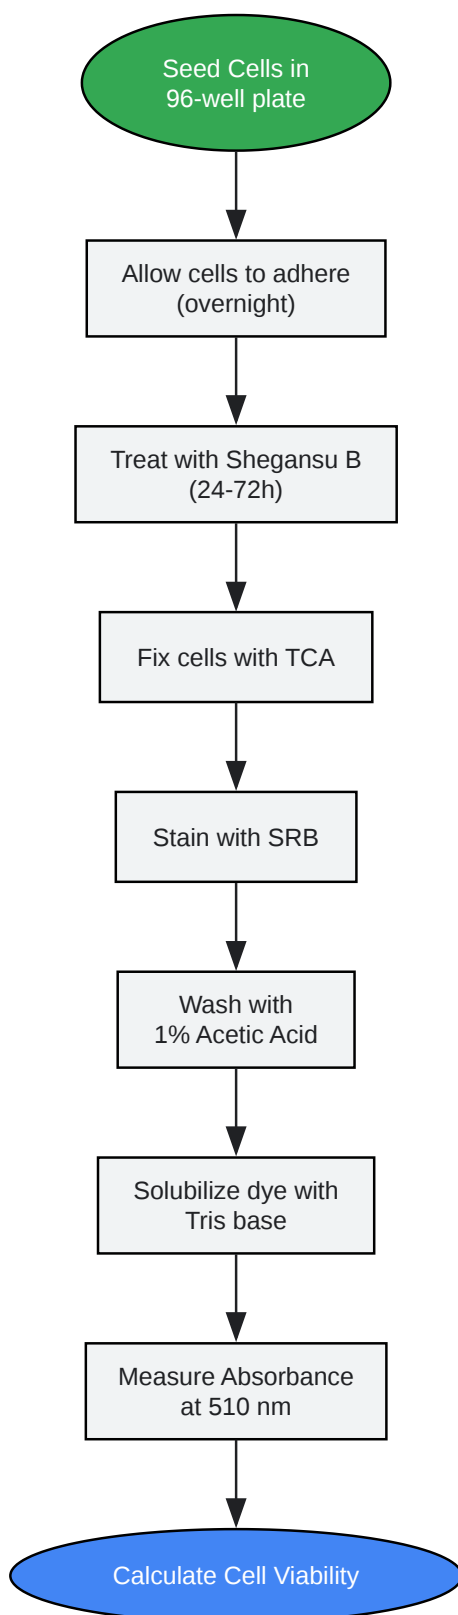 Seed Cells in
96-well plate
Allow cells to adhere
(overnight)
Treat with Shegansu B
(24-72h)
Fix cells with TCA
Stain with SRB
Wash with
1% Acetic Acid
Solubilize dye with
Tris base
Measure Absorbance
at 510 nm
Calculate Cell Viability